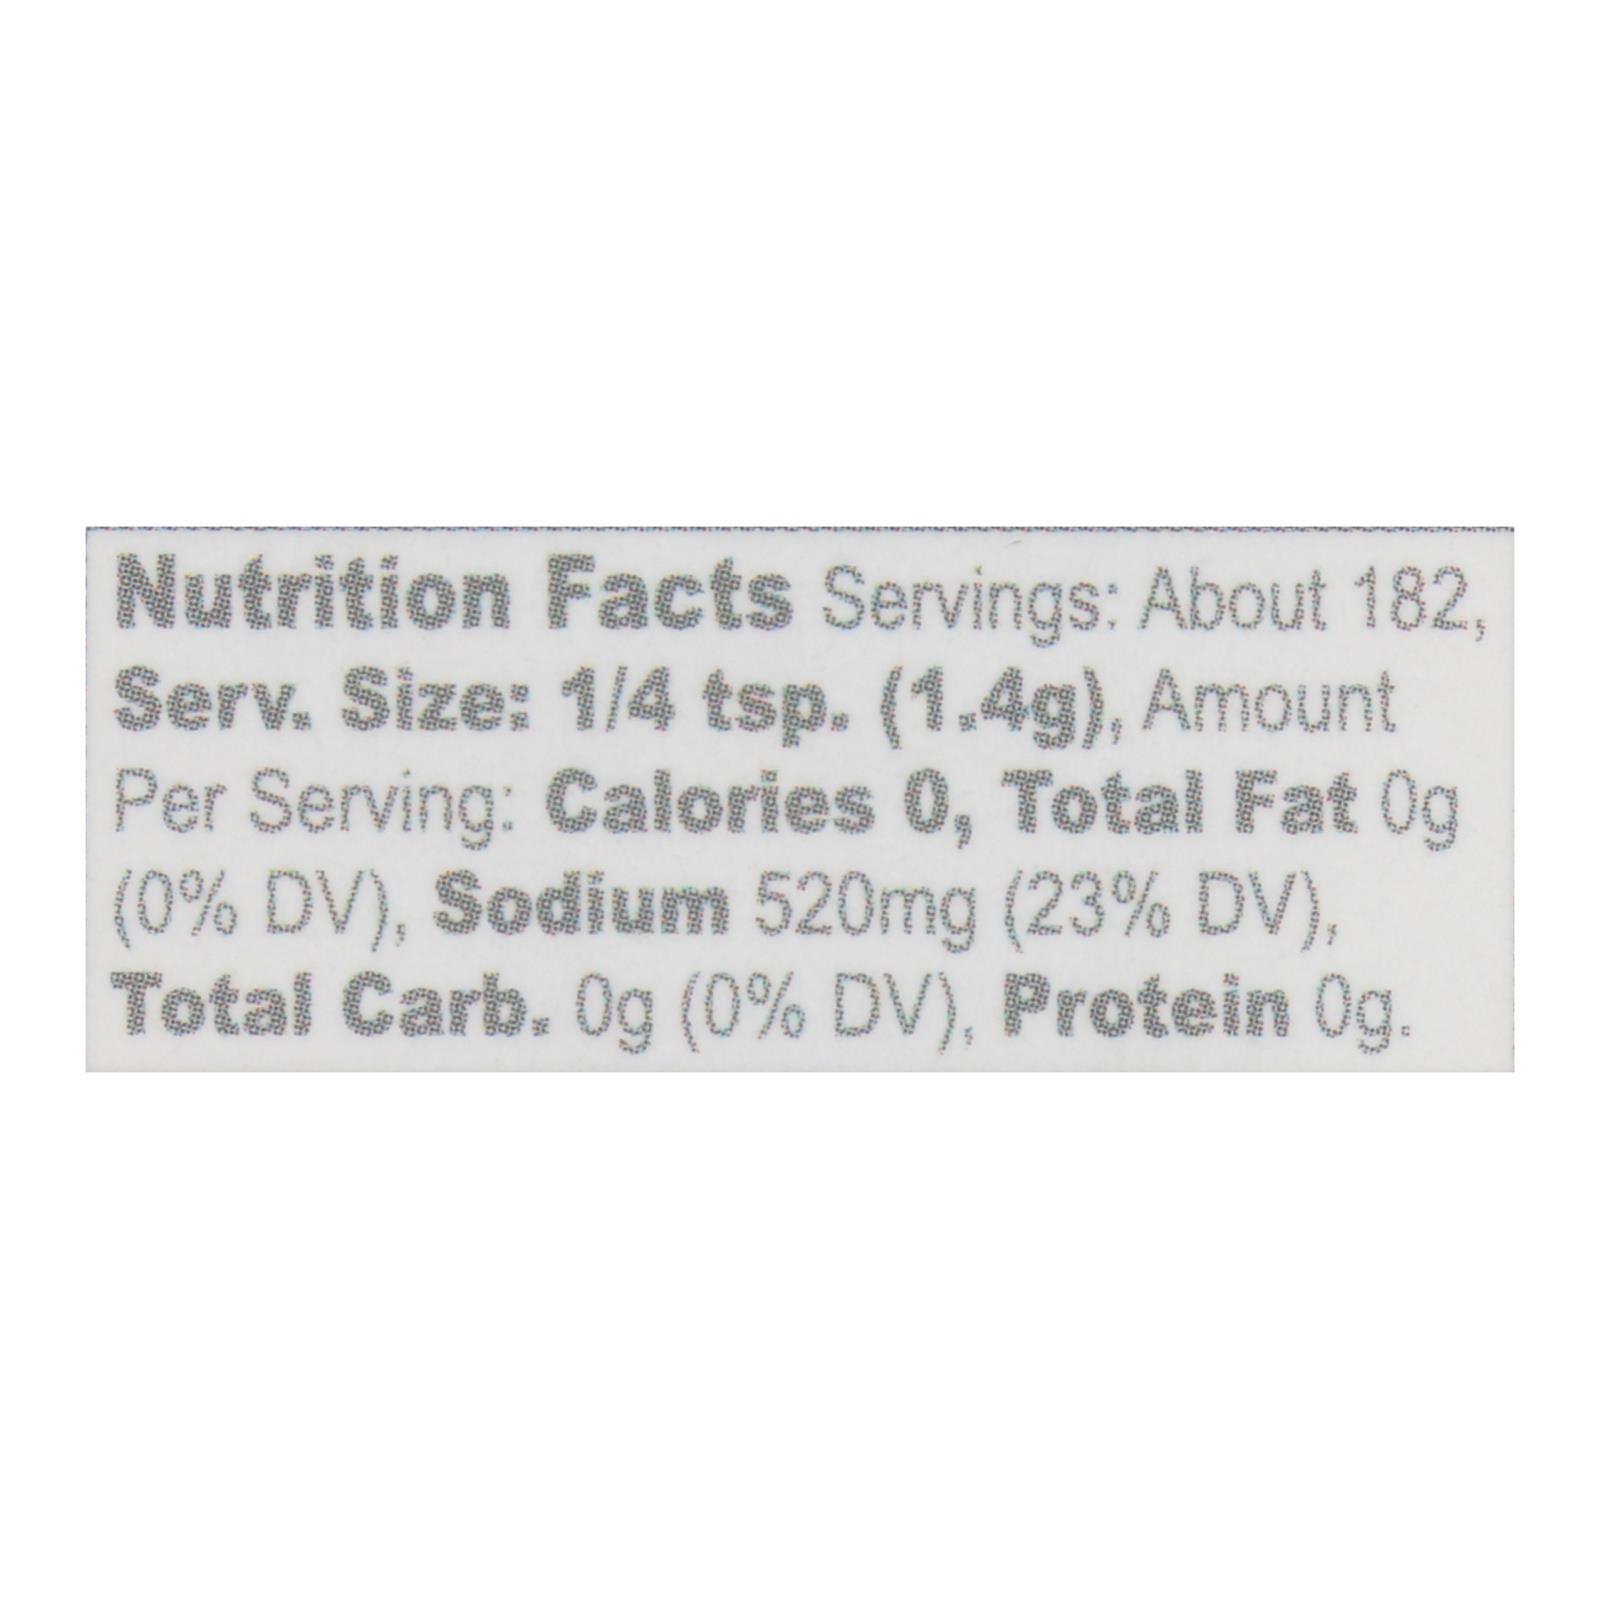 Nutrition Facts Servings: About 182,
Serv. Size: 1/4 tsp. (1.4g), Amount
Per Serving: Calories 0, Total Fat 0g
(0% DV), Sodium 520mg (23% DV),
Total Carb. 0g (0% DV), Protein 0g.